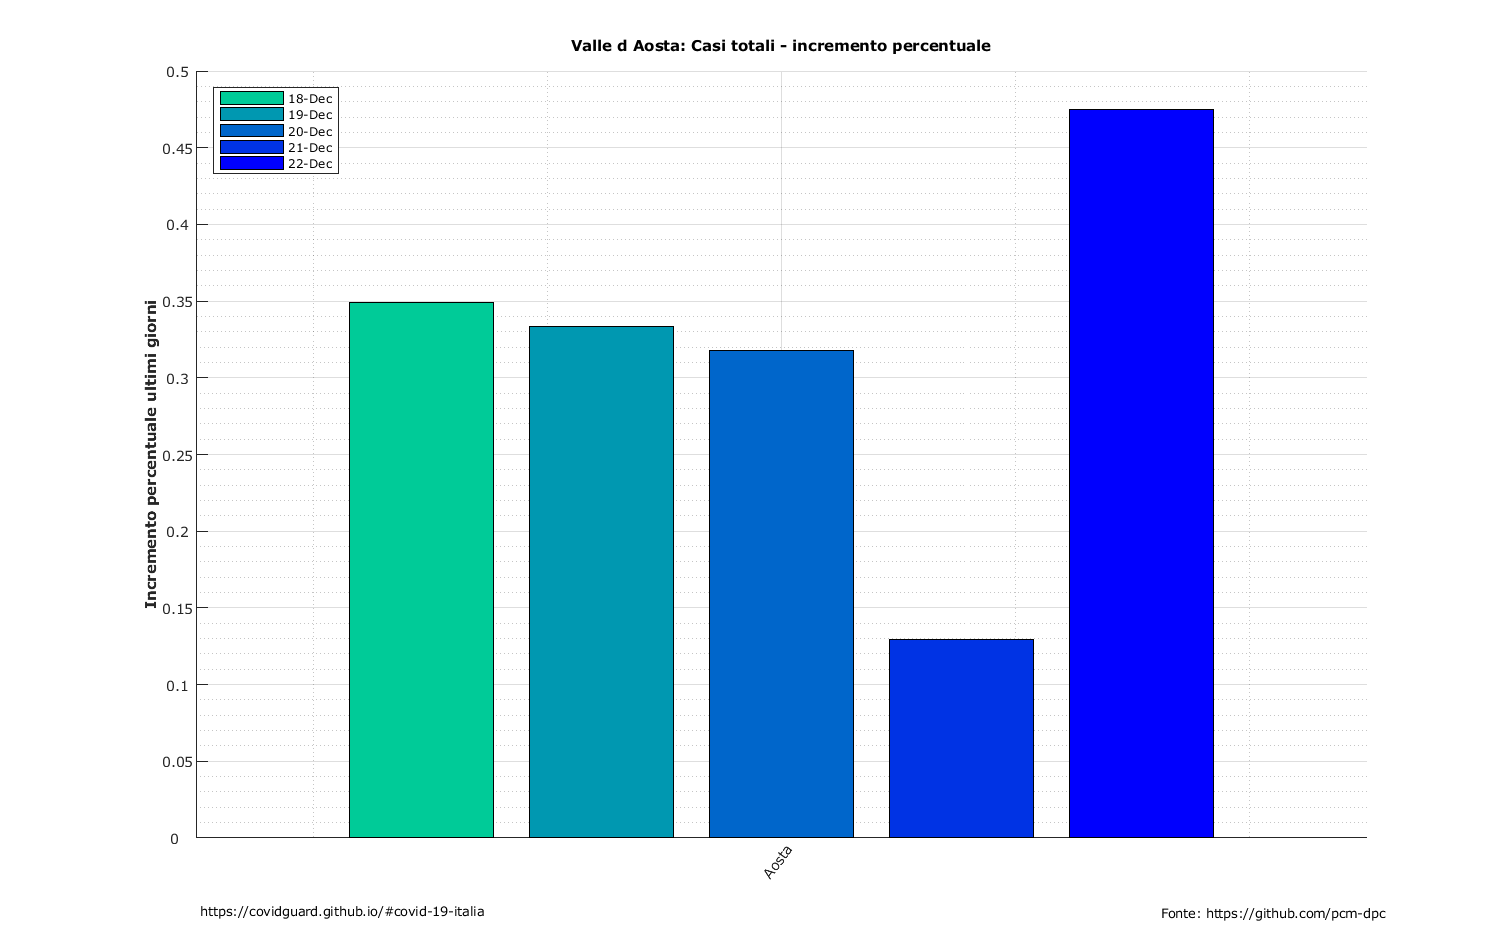 Valle d Aosta: Casi totali - incremento percentuale
0.5
0.45
0.4
0.35
0.3
0.25
0.2
0.15
0.1
0.05
0
18-Dec
19-Dec
20-Dec
21-Dec
22-Dec
Incremento percentuale ultimi giorni
Aosta
https://covidguard.github.io/#covid-19-italia
Fonte: https://github.com/pcm-dpc